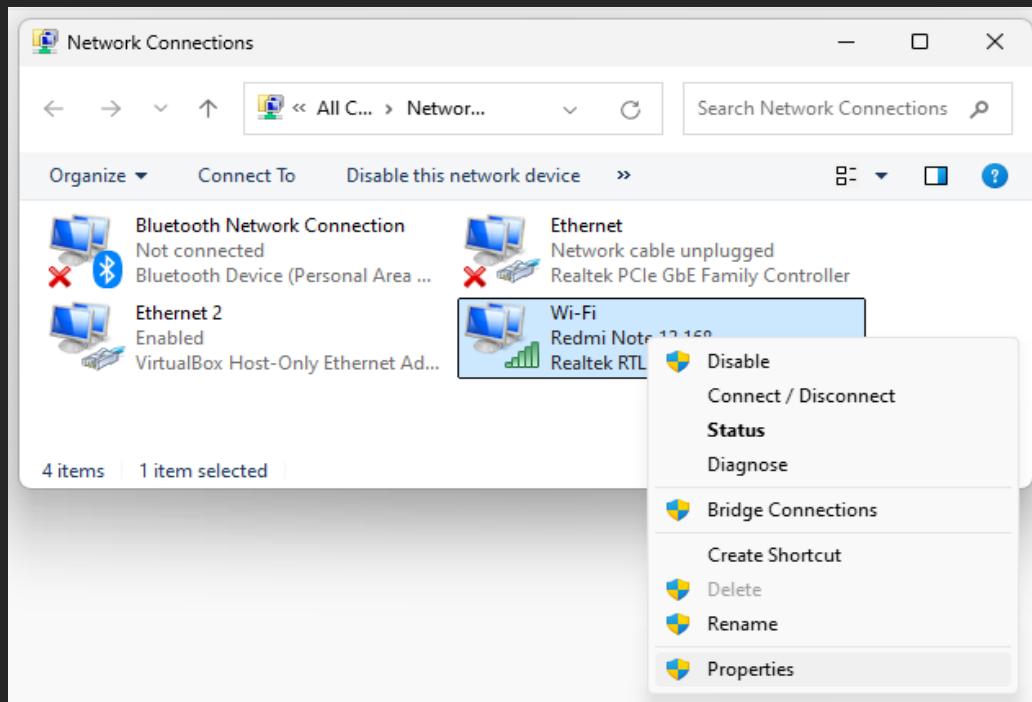 Network Connections
« All C... › Networ...
Search Network Connections
Organize
Connect To
Disable this network device
»
Bluetooth Network Connection
Not connected
Bluetooth Device (Personal Area ...
Ethernet
Network cable unplugged
Realtek PCIe GbE Family Controller
Ethernet 2
Enabled
VirtualBox Host-Only Ethernet Ad...
Wi-Fi
Redmi Note
Realtek RTL
Disable
Connect / Disconnect
Status
Diagnose
Bridge Connections
Create Shortcut
Delete
Rename
Properties
4 items
1 item selected